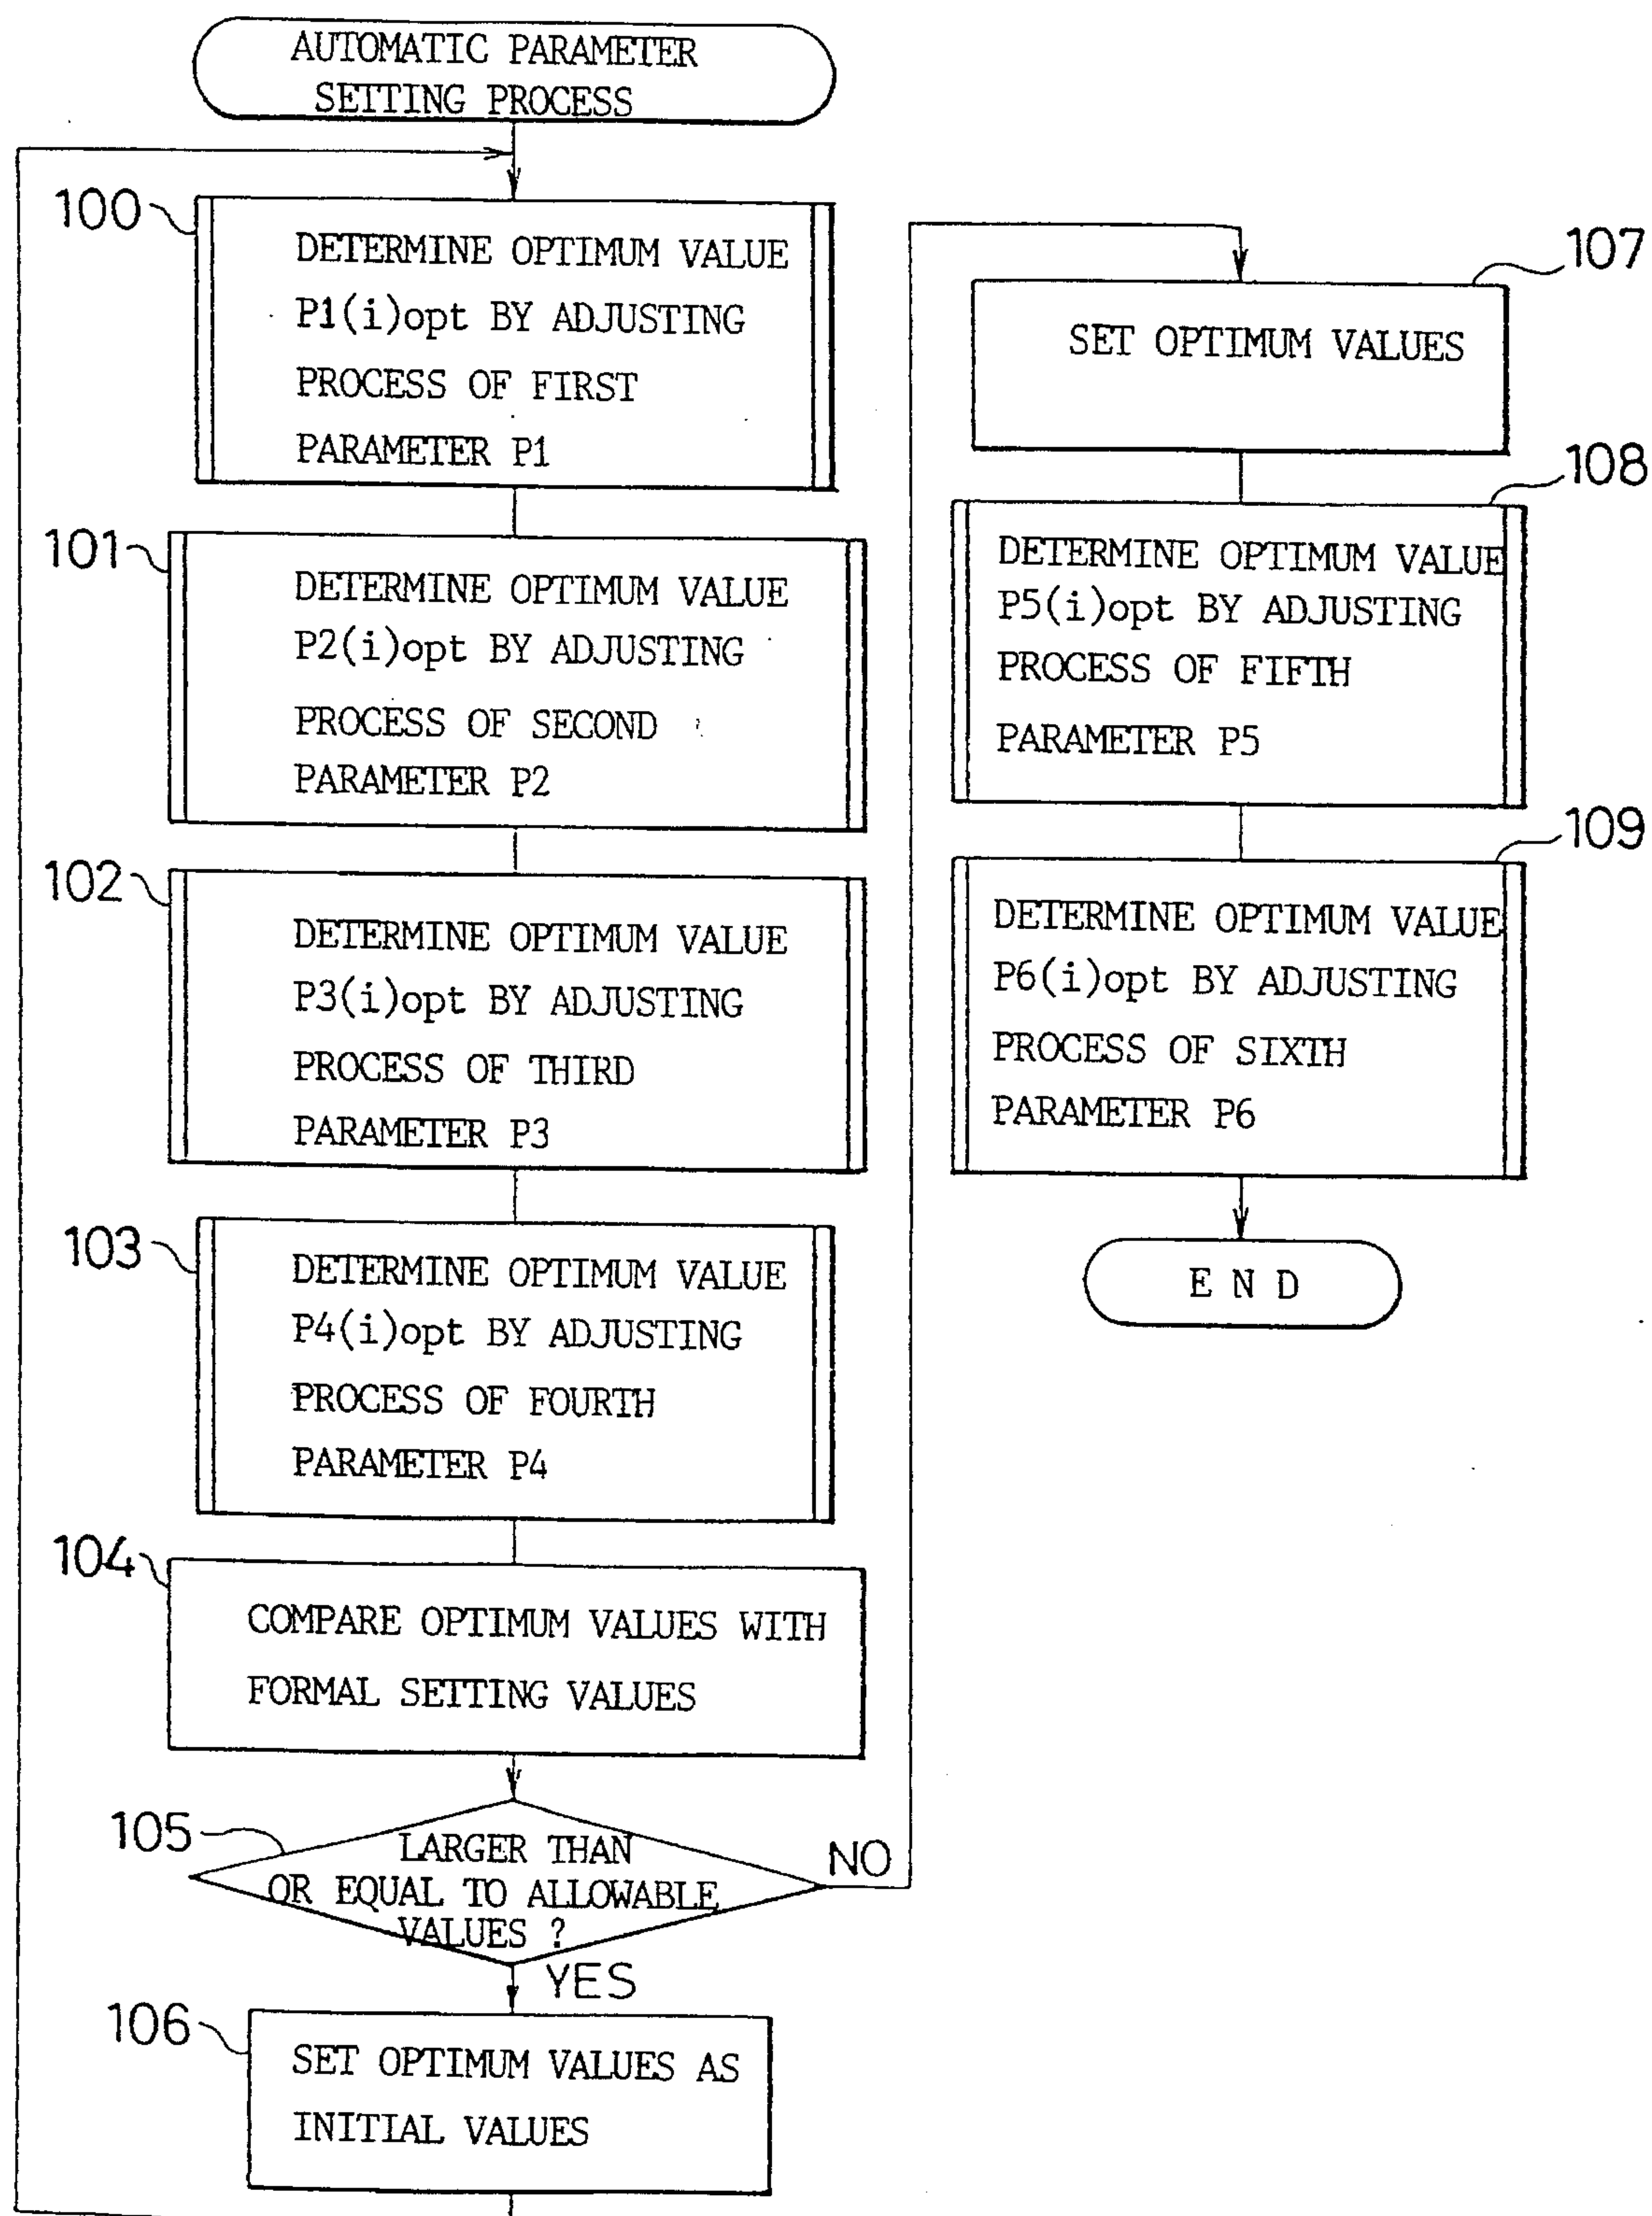 AUTOMATIC PARAMETER
SETTING PROCESS
100
DETERMINE OPTIMUM VALUE
P1(i)opt BY ADJUSTING
PROCESS OF FIRST
PARAMETER P1
101
DETERMINE OPTIMUM VALUE
P2(i)opt BY ADJUSTING
PROCESS OF SECOND
PARAMETER P2
102
DETERMINE OPTIMUM VALUE
P3(i)opt BY ADJUSTING
PROCESS OF THIRD
PARAMETER P3
103
DETERMINE OPTIMUM VALUE
P4(i)opt BY ADJUSTING
PROCESS OF FOURTH
PARAMETER P4
104
COMPARE OPTIMUM VALUES WITH
FORMAL SETTING VALUES
105
LARGER THAN
OR EQUAL TO ALLOWABLE
VALUES ?
NO
YES
106
SET OPTIMUM VALUES AS
INITIAL VALUES
107
SET OPTIMUM VALUES
108
DETERMINE OPTIMUM VALUE
P5(i)opt BY ADJUSTING
PROCESS OF FIFTH
PARAMETER P5
109
DETERMINE OPTIMUM VALUE
P6(i)opt BY ADJUSTING
PROCESS OF SIXTH
PARAMETER P6
E N D